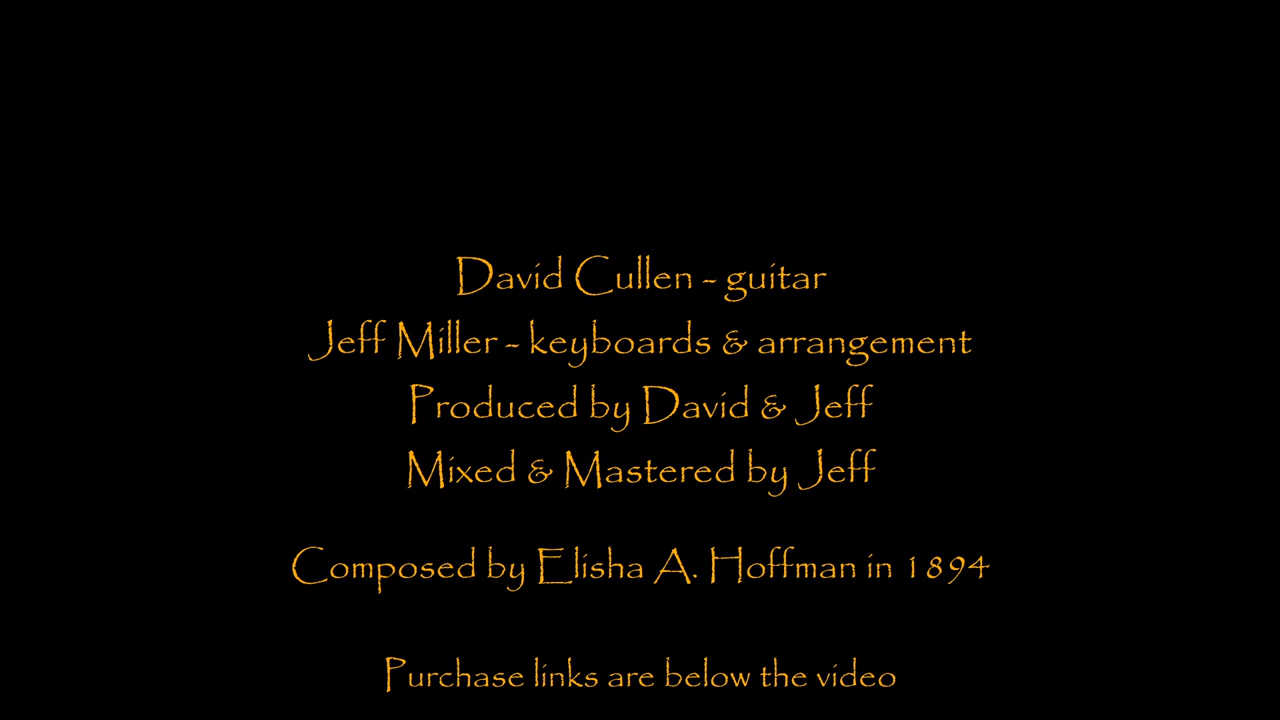 David Cullen - guitar
Jeff Miller - keyboards & arrangement
Produced by David & Jeff
Mixed & Mastered by Jeff
Composed by Elisha A. Hoffman in 1894
Purchase links are below the video